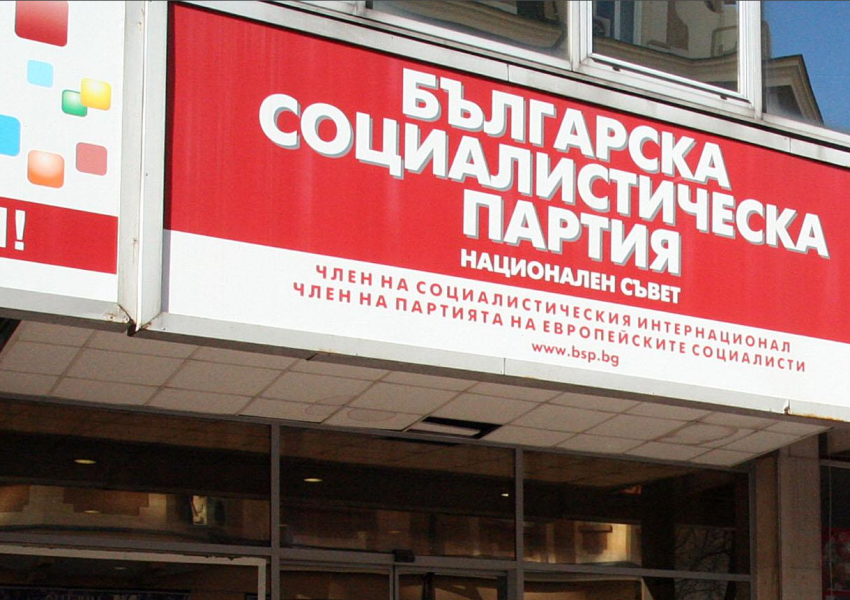 БЪЛГАРСКА
СОЦИАЛИСТИЧЕСКА
ПАРТИЯ
НАЦИОНАЛЕН СЪВЕТ
ЧЛЕН НА СОЦИАЛИСТИЧЕСКИЯ ИНТЕРНАЦИОНАЛ
ЧЛЕН НА ПАРТИЯТА НА ЕВРОПЕЙСКИТЕ СОЦИАЛИСТИ
www.bsp.bg